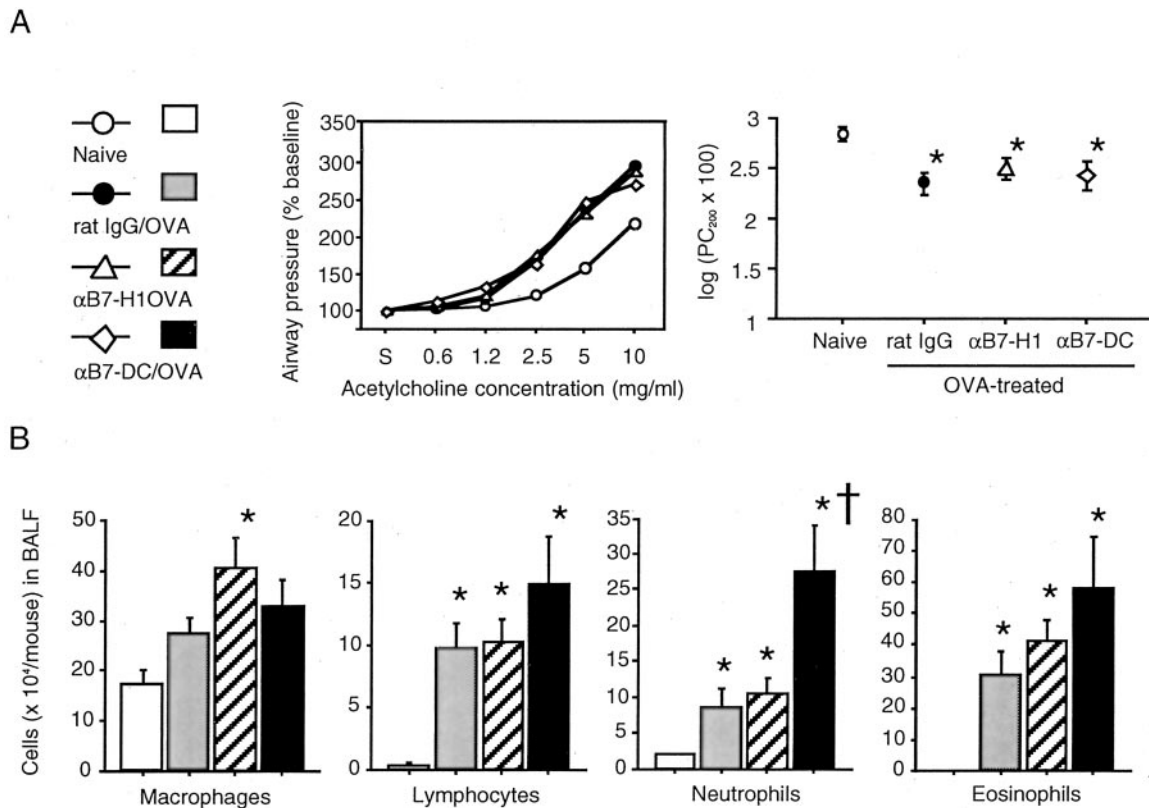 A
Naive
rat IgG/OVA
αB7-H1OVA
αB7-DC/OVA
Airway pressure (% baseline)
350
300
250
200
150
100
S 0.6 1.2 2.5 5 10
Acetylcholine concentration (mg/ml)
log (PC₂₀₀ x 100)
3
2.5
2
1.5
1
* * *
Naive rat IgG αB7-H1 αB7-DC
OVA-treated
B
Cells (x 10⁴/mouse) in BALF
50
40
30
20
10
0
*
Macrophages
20
15
10
5
0
* * *
Lymphocytes
35
30
25
20
15
10
5
0
* * *†
Neutrophils
80
70
60
50
40
30
20
10
0
* * *
Eosinophils